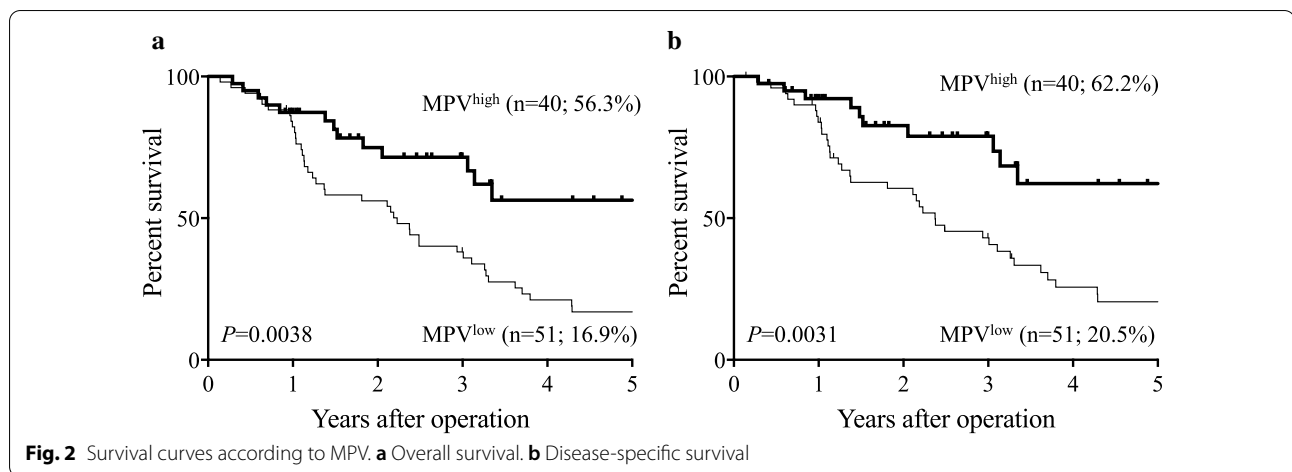 a
100
50
0
Percent survival
MPVhigh (n=40; 56.3%)
P=0.0038
MPVlow (n=51; 16.9%)
0 1 2 3 4 5
Years after operation
b
100
50
0
Percent survival
MPVhigh (n=40; 62.2%)
P=0.0031
MPVlow (n=51; 20.5%)
0 1 2 3 4 5
Years after operation
Fig. 2 Survival curves according to MPV. a Overall survival. b Disease-specific survival